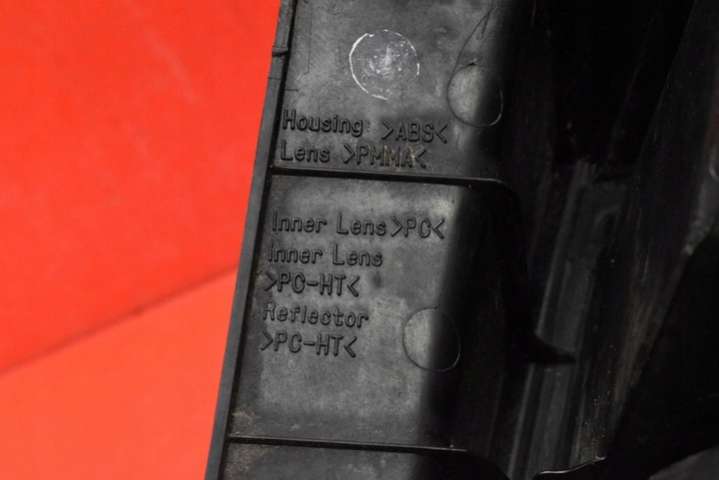 Housing >ABS<
Lens >PMMA<
Inner Lens>PC<
Inner Lens
>PC-HT<
Reflector
>PC-HT<